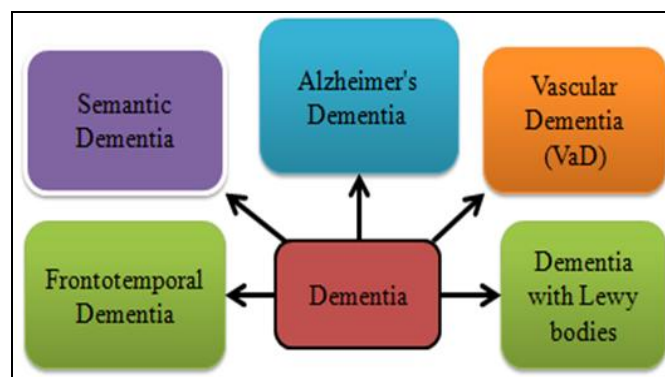 Semantic
Dementia
Alzheimer's
Dementia
Vascular
Dementia
(VaD)
Frontotemporal
Dementia
Dementia
Dementia
with Lewy
bodies